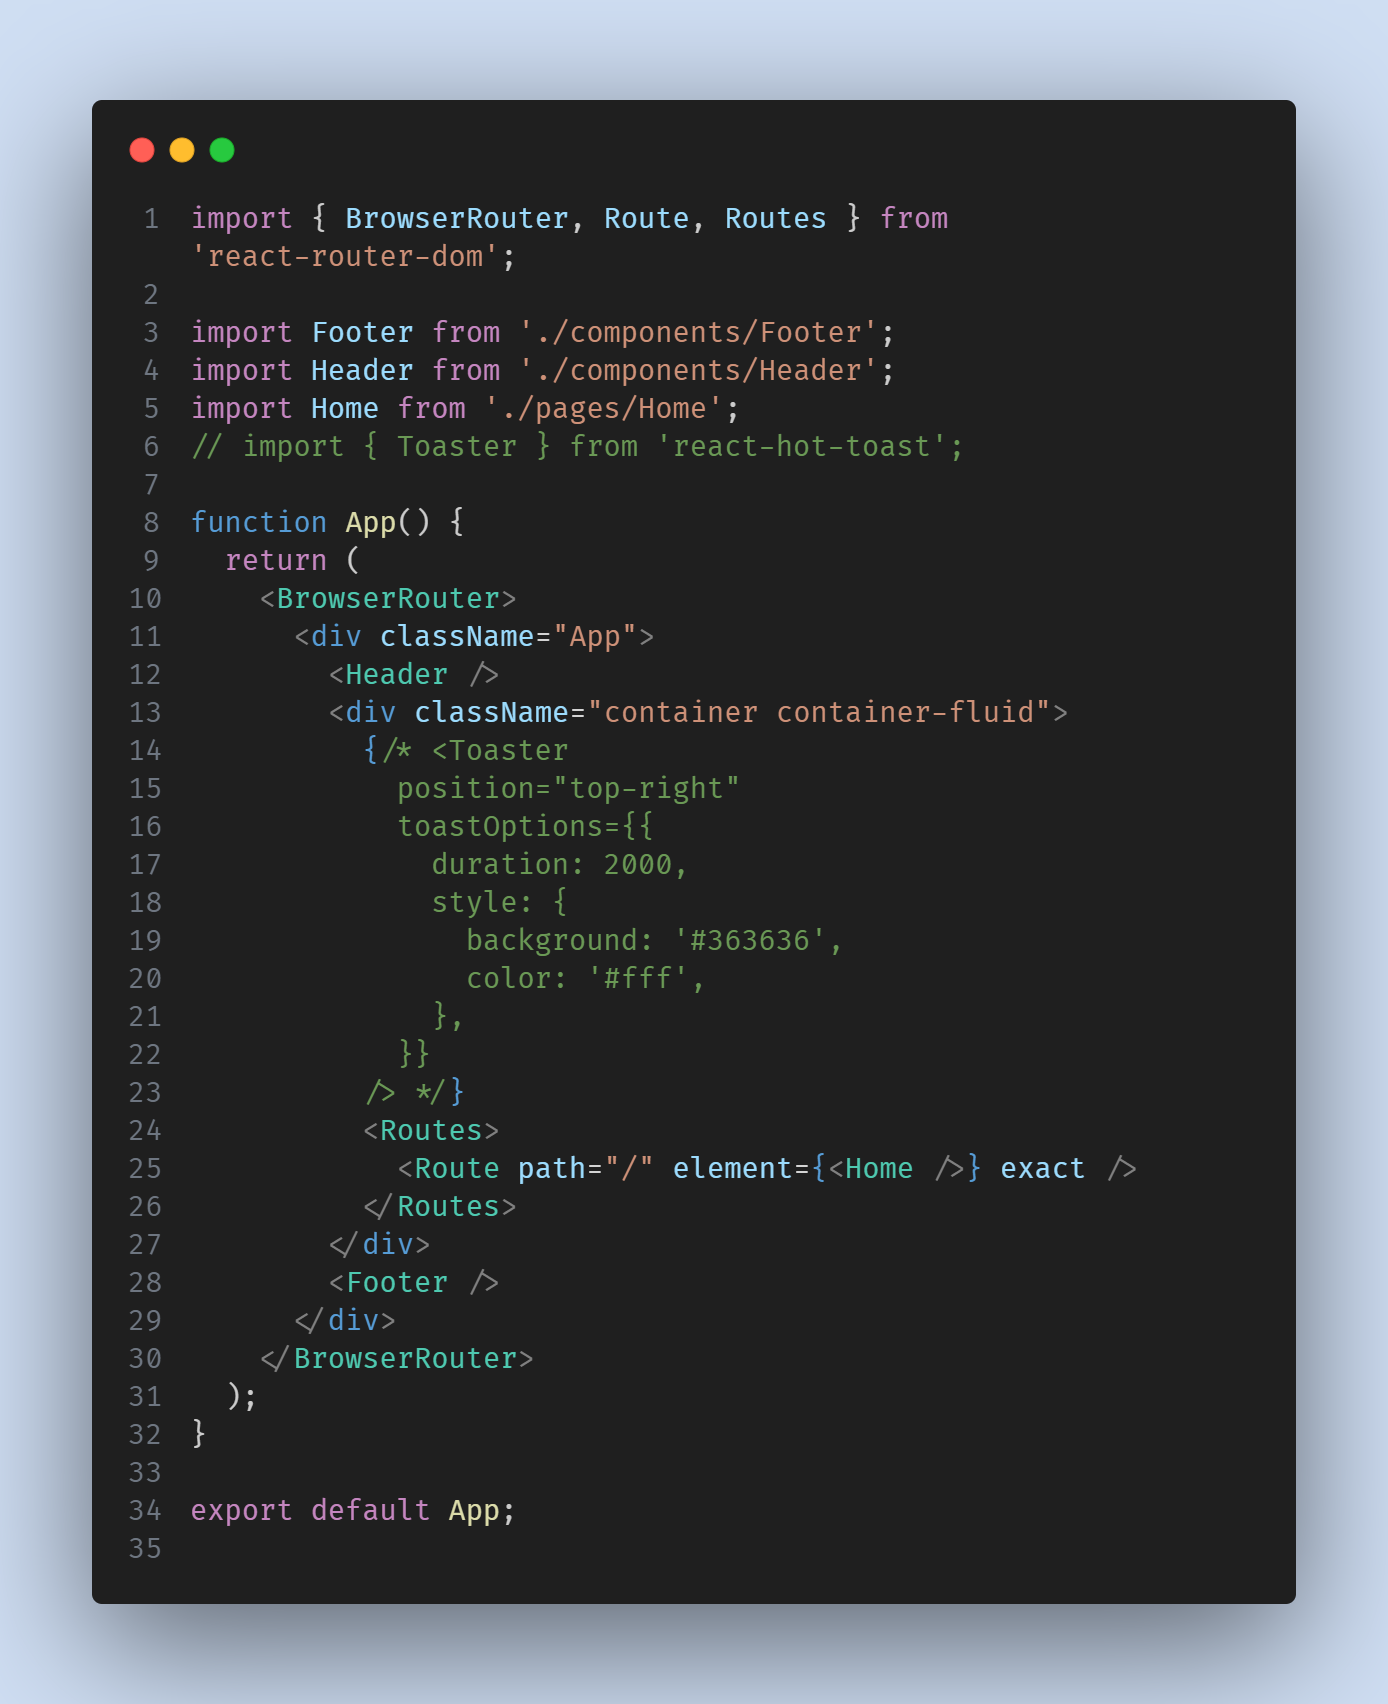 1 import { BrowserRouter, Route, Routes } from
'react-router-dom';
2
3 import Footer from './components/Footer';
4 import Header from './components/Header';
5 import Home from './pages/Home';
6 // import { Toaster } from 'react-hot-toast';
7
8 function App() {
9   return (
10     <BrowserRouter>
11       <div className="App">
12         <Header />
13         <div className="container container-fluid">
14           {/* <Toaster
15             position="top-right"
16             toastOptions={{
17               duration: 2000,
18               style: {
19                 background: '#363636',
20                 color: '#fff',
21               },
22             }}
23           /> */}
24           <Routes>
25             <Route path="/" element={<Home />} exact />
26           </Routes>
27         </div>
28         <Footer />
29       </div>
30     </BrowserRouter>
31   );
32 }
33
34 export default App;
35